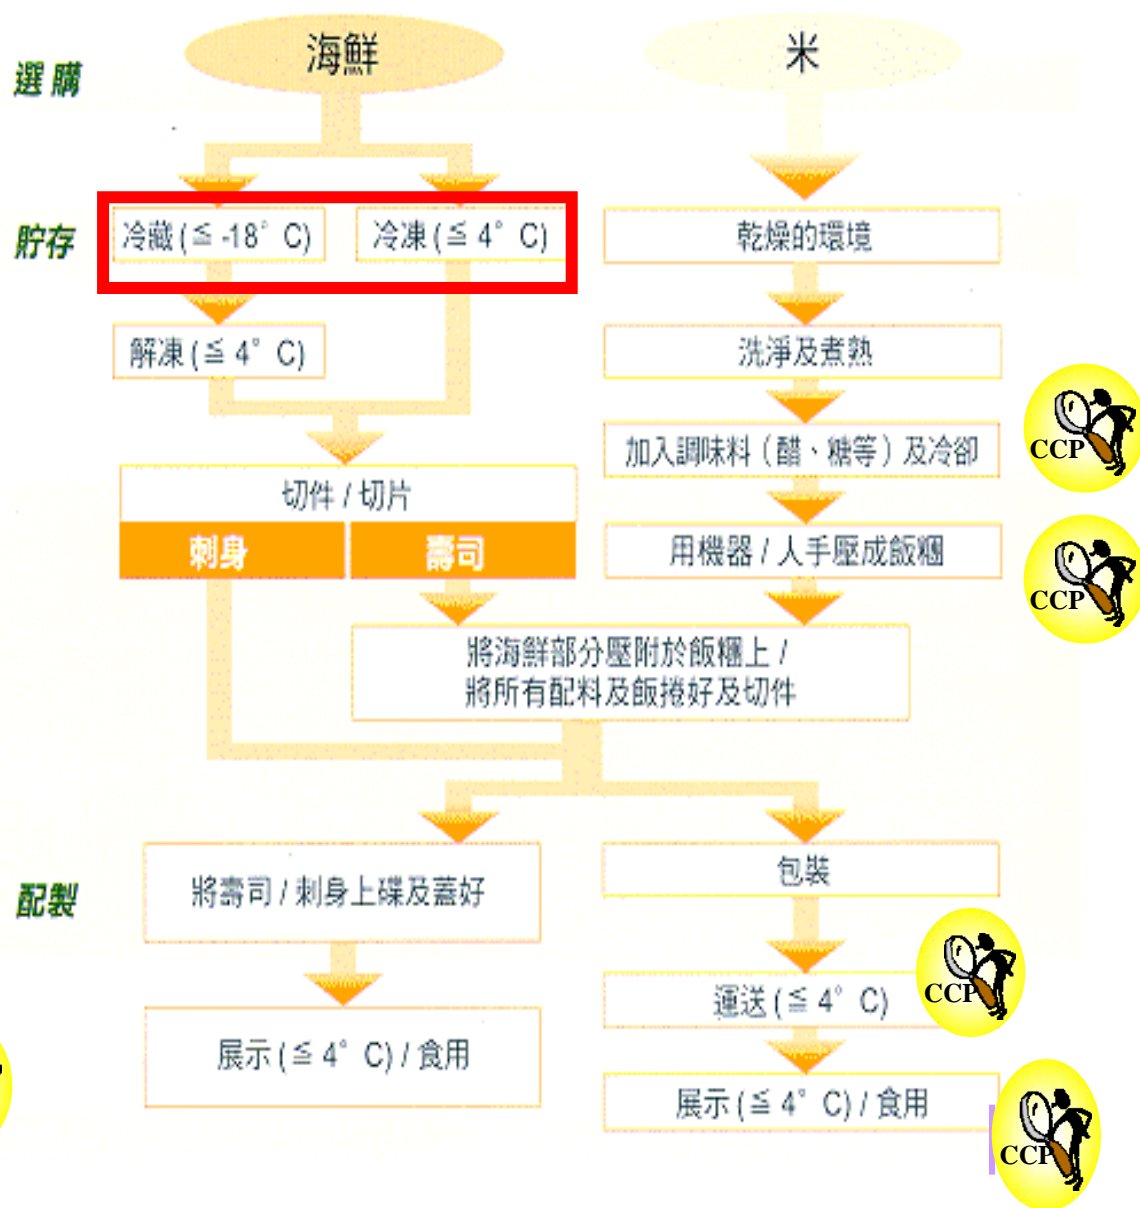 海鮮
米
選購
貯存
冷藏 (≦ -18° C)
冷凍 (≦ 4° C)
乾燥的環境
解凍 (≦ 4° C)
洗淨及煮熟
加入調味料（醋、糖等）及冷卻
CCP
切件 / 切片
刺身
壽司
用機器 / 人手壓成飯糰
CCP
將海鮮部分壓附於飯糰上 /
將所有配料及飯捲好及切件
配製
將壽司 / 刺身上碟及蓋好
包裝
運送 (≦ 4° C)
CCP
展示 (≦ 4° C) / 食用
展示 (≦ 4° C) / 食用
CCP